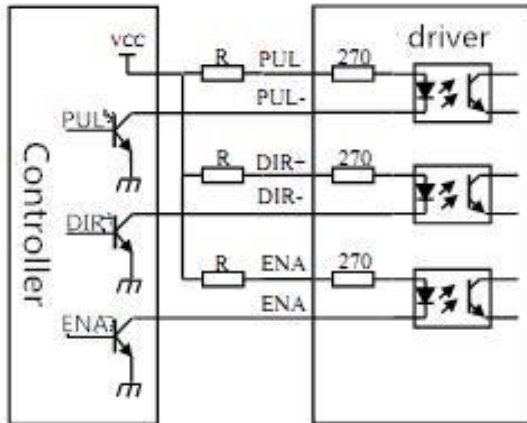 driver
VCC
R PUL 270
PUL-
PUL
R DIR+ 270
DIR-
DIR
R ENA 270
ENA
ENA
Controller